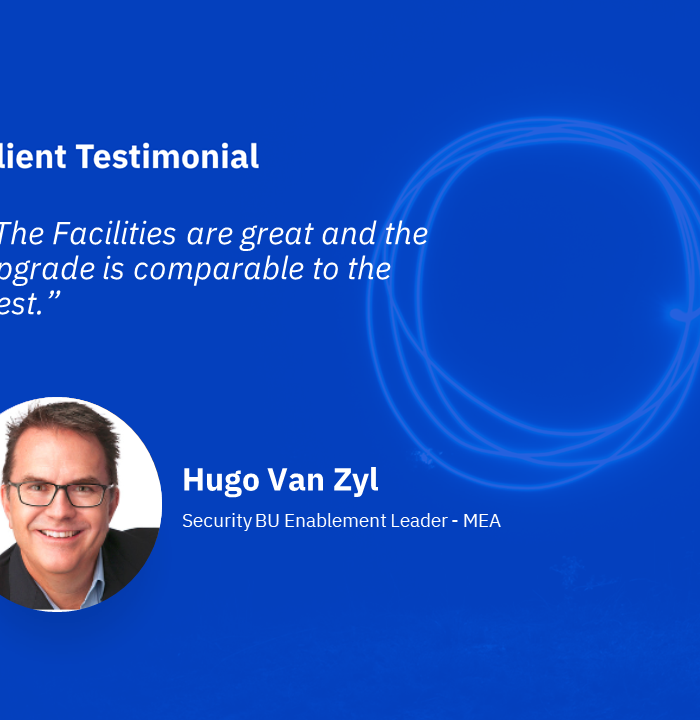 lient Testimonial
The Facilities are great and the
pgrade is comparable to the
est.”
Hugo Van Zyl
Security BU Enablement Leader - MEA